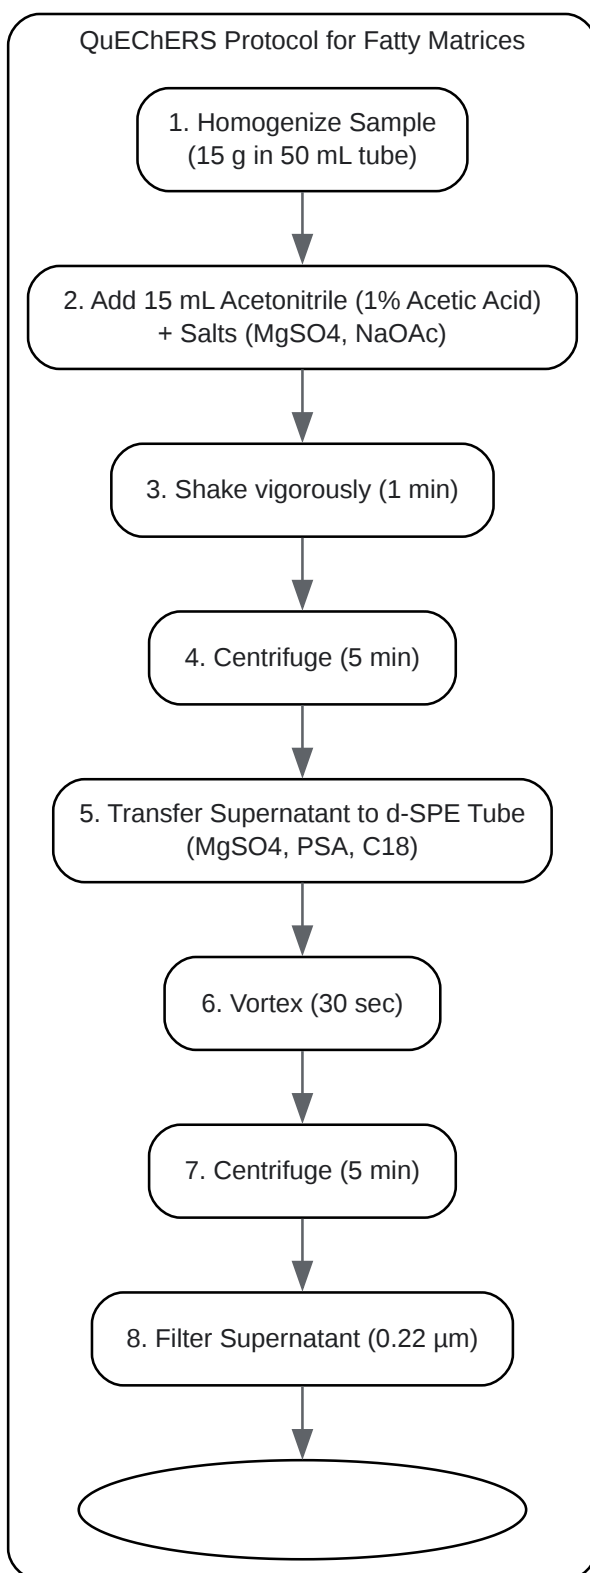 QuEChERS Protocol for Fatty Matrices
1. Homogenize Sample
(15 g in 50 mL tube)
2. Add 15 mL Acetonitrile (1% Acetic Acid)
+ Salts (MgSO4, NaOAc)
3. Shake vigorously (1 min)
4. Centrifuge (5 min)
5. Transfer Supernatant to d-SPE Tube
(MgSO4, PSA, C18)
6. Vortex (30 sec)
7. Centrifuge (5 min)
8. Filter Supernatant (0.22 µm)